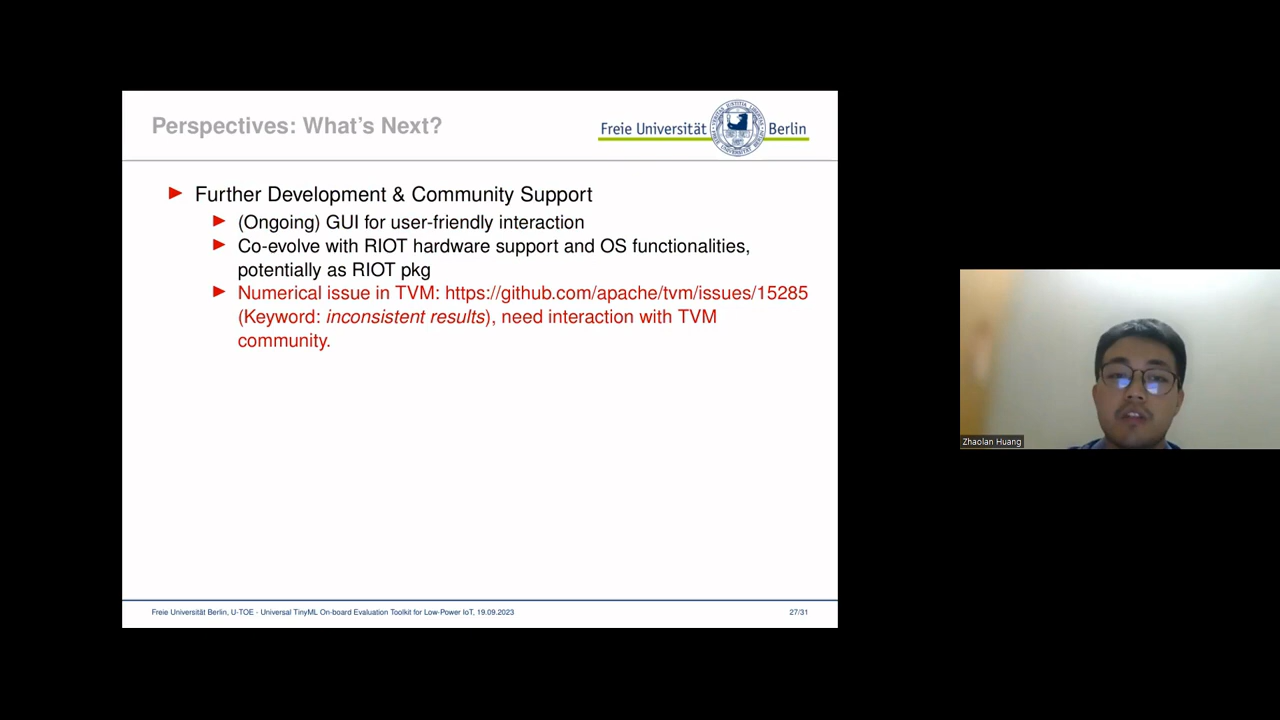 Perspectives: What's Next?
Freie Universität Berlin
Further Development & Community Support
(Ongoing) GUI for user-friendly interaction
Co-evolve with RIOT hardware support and OS functionalities,
potentially as RIOT pkg
Numerical issue in TVM: https://github.com/apache/tvm/issues/15285
(Keyword: inconsistent results), need interaction with TVM
community.
Freie Universität Berlin, U-TOE - Universal TinyML On-board Evaluation Toolkit for Low-Power IoT, 19.09.2023
27/31
Zhaolan Huang